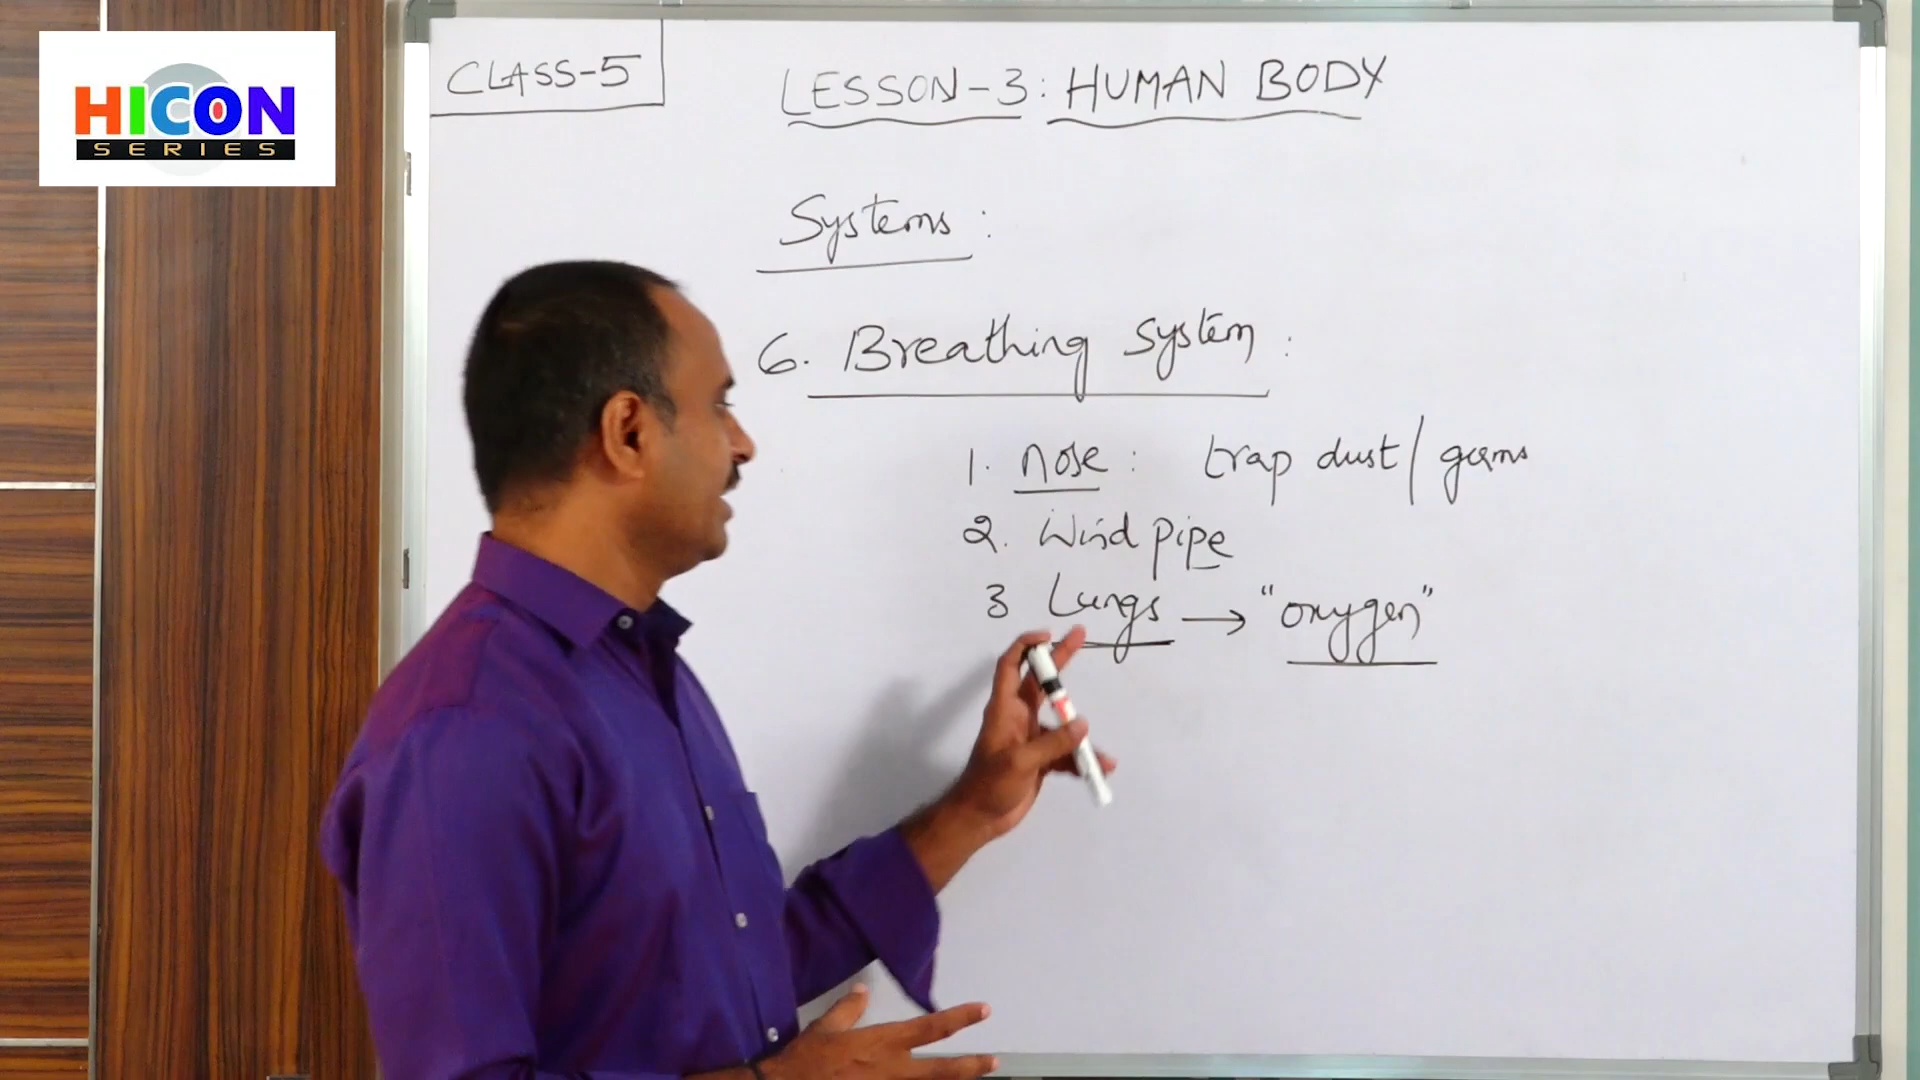 HICON
SERIES
CLASS-5
LESSON-3: HUMAN BODY
Systems:
6. Breathing system:
1. nose: trap dust/germs
2. Wind pipe
3 Lungs → "oxygen"